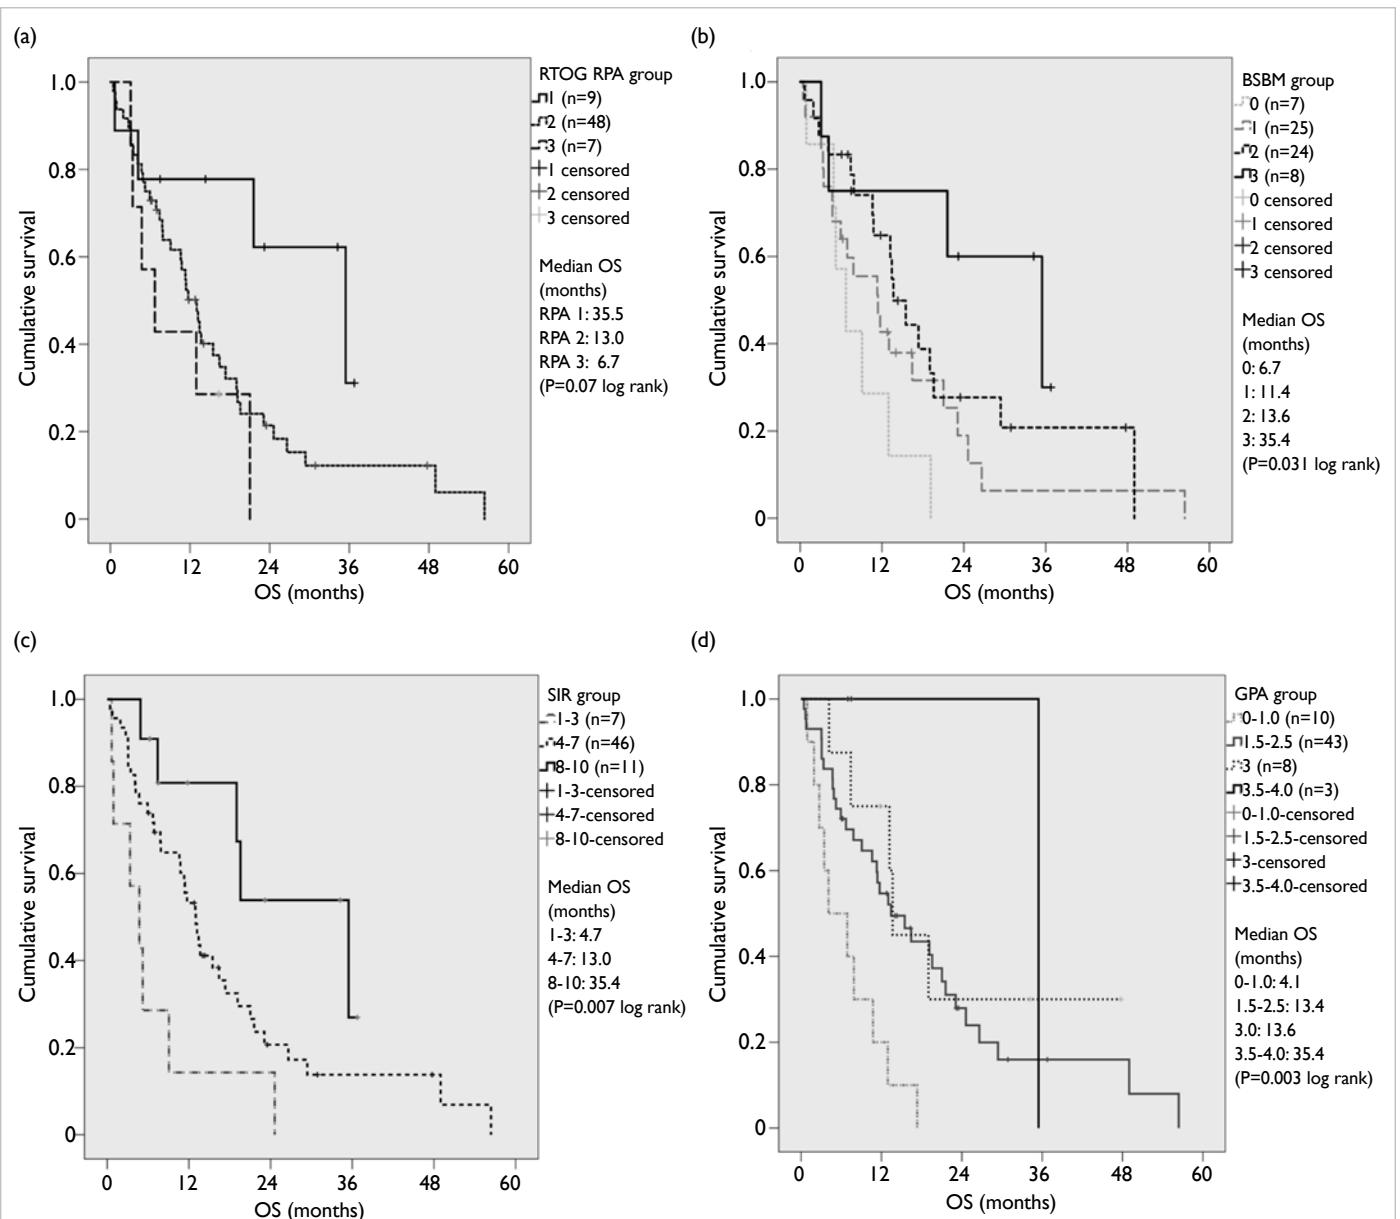 (a)
1.0
0.8
0.6
0.4
0.2
0
Cumulative survival
0 12 24 36 48 60
OS (months)
RTOG RPA group
1 (n=9)
2 (n=48)
3 (n=7)
1 censored
2 censored
3 censored
Median OS
(months)
RPA 1: 35.5
RPA 2: 13.0
RPA 3: 6.7
(P=0.07 log rank)
(b)
1.0
0.8
0.6
0.4
0.2
0
Cumulative survival
0 12 24 36 48 60
OS (months)
BSBM group
0 (n=7)
1 (n=25)
2 (n=24)
3 (n=8)
0 censored
1 censored
2 censored
3 censored
Median OS
(months)
0: 6.7
1: 11.4
2: 13.6
3: 35.4
(P=0.031 log rank)
(c)
1.0
0.8
0.6
0.4
0.2
0
Cumulative survival
0 12 24 36 48 60
OS (months)
SIR group
1-3 (n=7)
4-7 (n=46)
8-10 (n=11)
1-3-censored
4-7-censored
8-10-censored
Median OS
(months)
1-3: 4.7
4-7: 13.0
8-10: 35.4
(P=0.007 log rank)
(d)
1.0
0.8
0.6
0.4
0.2
0
Cumulative survival
0 12 24 36 48 60
OS (months)
GPA group
0-1.0 (n=10)
1.5-2.5 (n=43)
3 (n=8)
3.5-4.0 (n=3)
0-1.0-censored
1.5-2.5-censored
3-censored
3.5-4.0-censored
Median OS
(months)
0-1.0: 4.1
1.5-2.5: 13.4
3.0: 13.6
3.5-4.0: 35.4
(P=0.003 log rank)